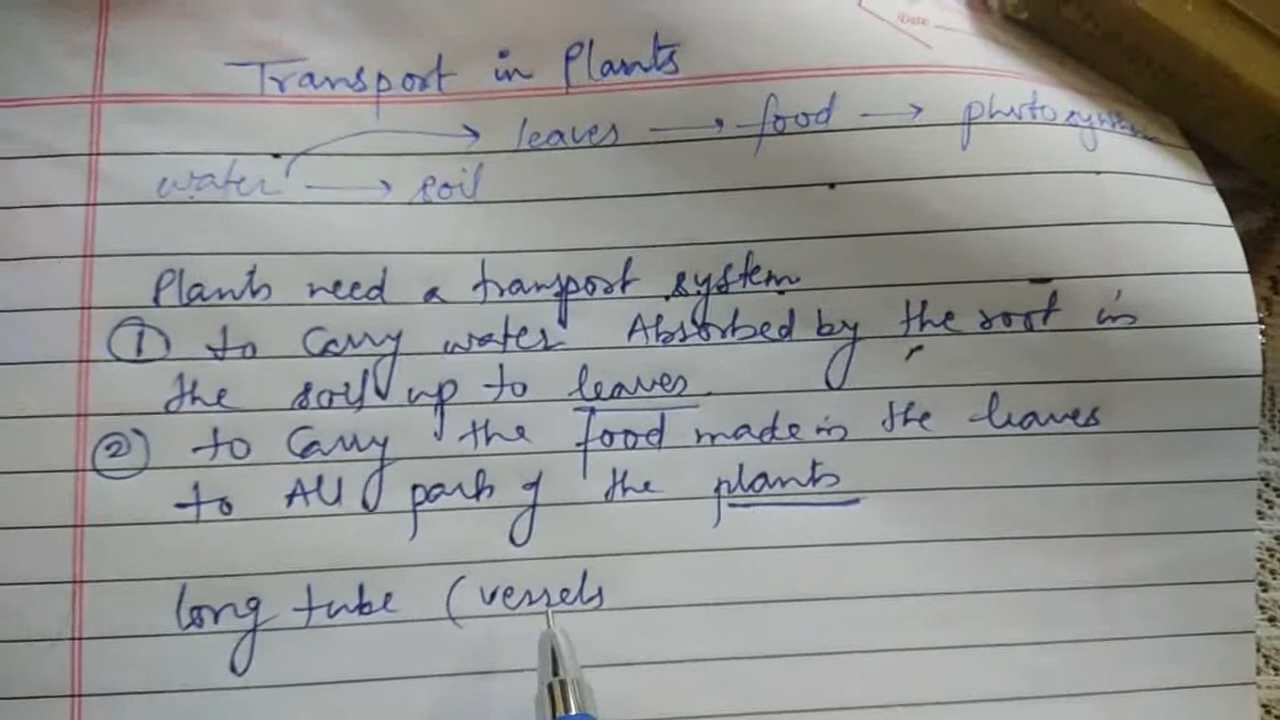 Date
Transport in Plants
leaves → food → photosynthe
water → soil
Plants need a transport system
① to Carry water Absorbed by the root in
the soil up to leaves.
② to Carry the food made in the leaves
to All parts of the plants
long tube (vessels